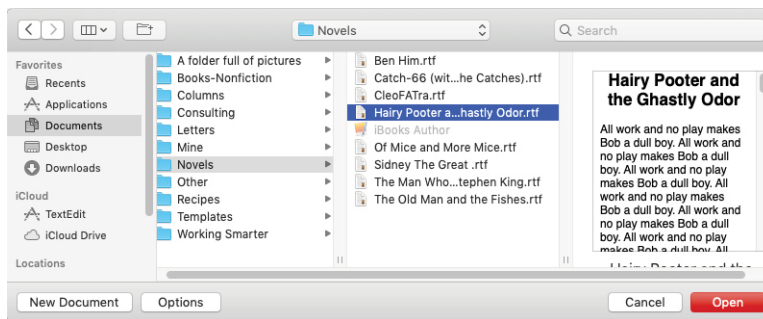 Novels
Search
Favorites
Recents
Applications
Documents
Desktop
Downloads
iCloud
TextEdit
iCloud Drive
Locations
A folder full of pictures
Books-Nonfiction
Columns
Consulting
Letters
Mine
Novels
Other
Recipes
Templates
Working Smarter
Ben Him.rtf
Catch-66 (wit...he Catches).rtf
CleoFATra.rtf
Hairy Pooter a...hastly Odor.rtf
iBooks Author
Of Mice and More Mice.rtf
Sidney The Great .rtf
The Man Who...tephen King.rtf
The Old Man and the Fishes.rtf
Hairy Pooter and
the Ghastly Odor
All work and no play makes
Bob a dull boy. All work and
no play makes Bob a dull
boy. All work and no play
makes Bob a dull boy. All
work and no play makes
Bob a dull boy. All work and
no play makes Bob a dull
boy. All work and no play
makes Bob a dull boy. All
Hairy Pooter and the
New Document
Options
Cancel
Open